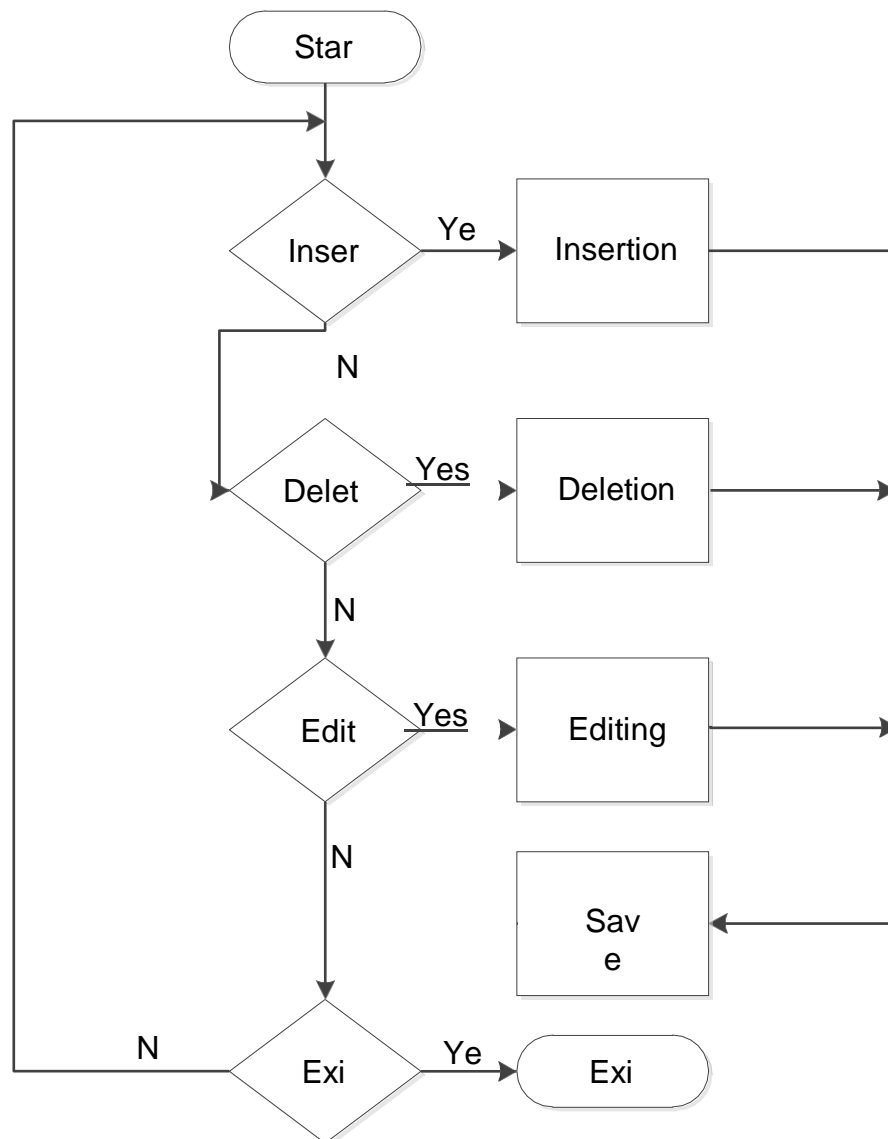 Star
Inser
Ye
Insertion
N
Delet
Yes
Deletion
N
Edit
Yes
Editing
N
Sav
e
N
Exi
Ye
Exi